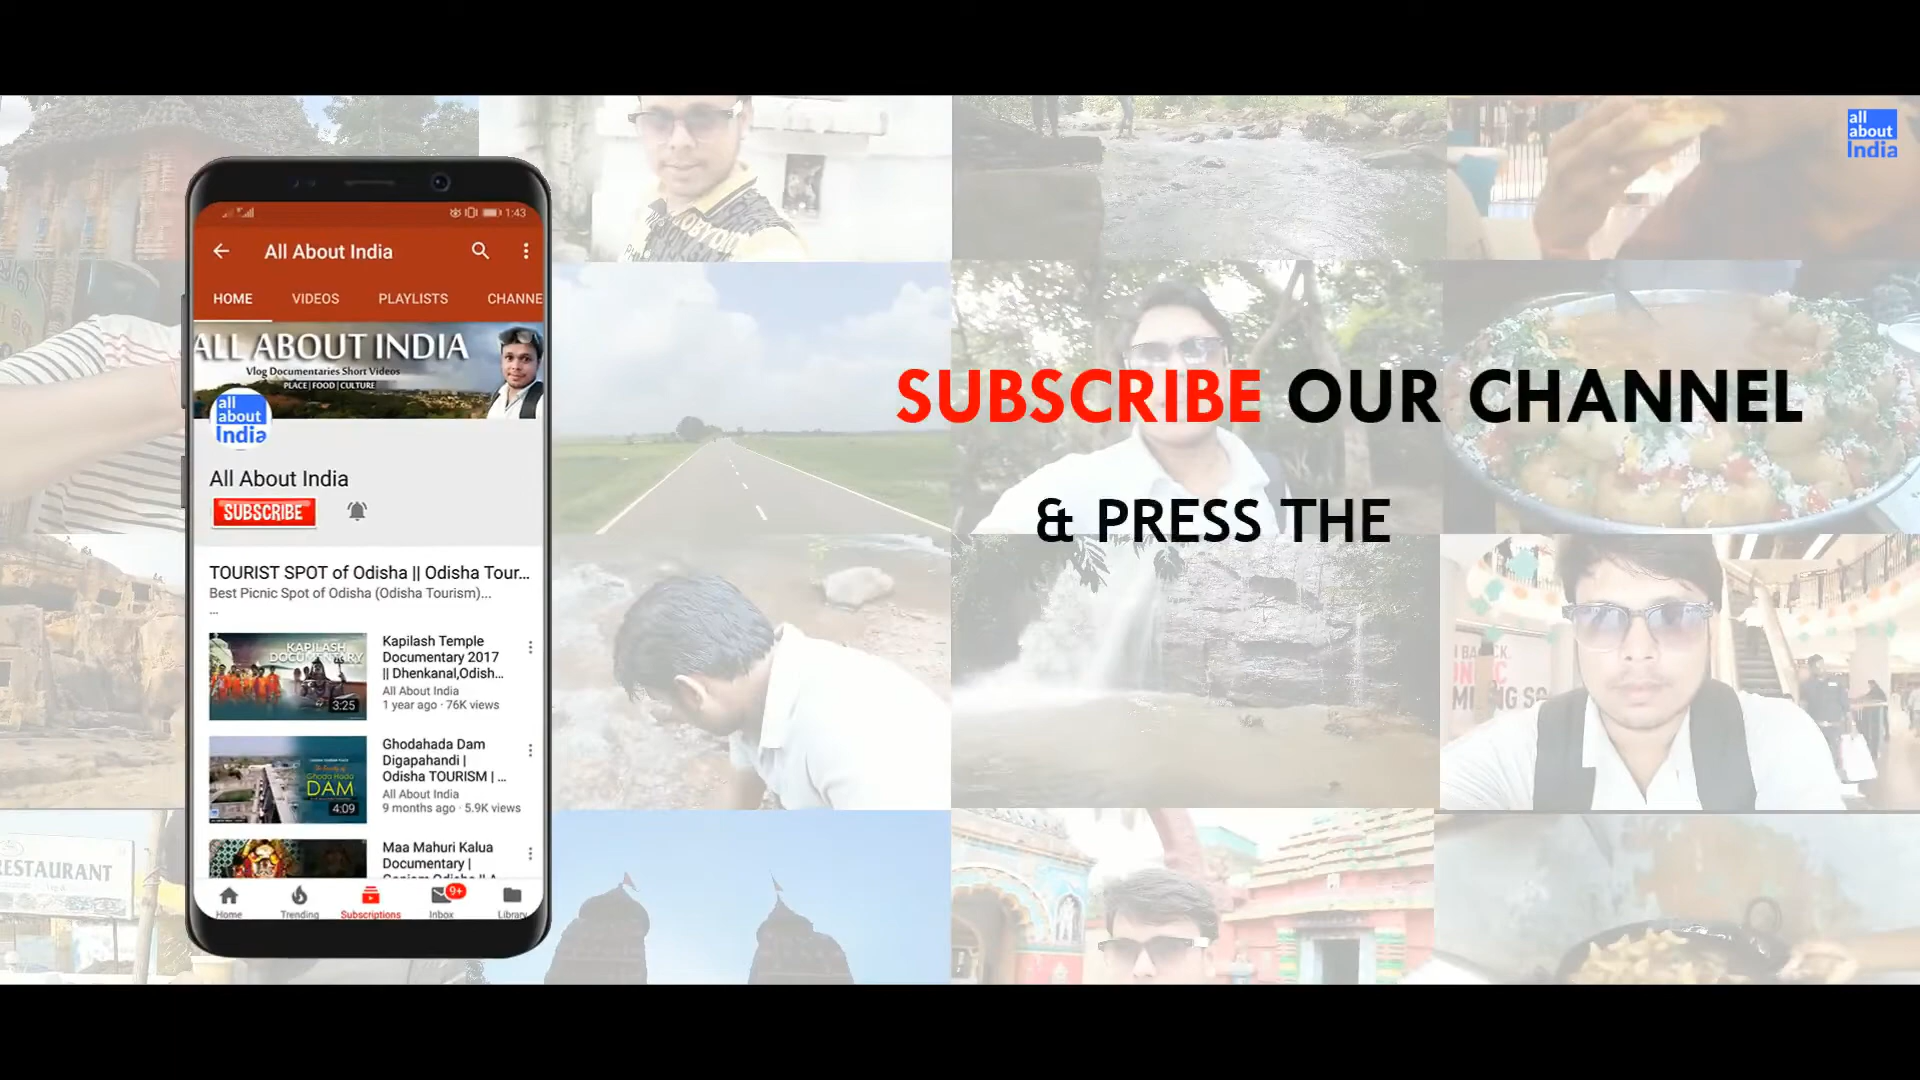 all
about
India
1:43
All About India
HOME VIDEOS PLAYLISTS CHANNE
ALL ABOUT INDIA
Vlog Documentaries Short Videos
PLACE | FOOD | CULTURE
all
about
India
All About India
SUBSCRIBE
TOURIST SPOT of Odisha || Odisha Tour...
Best Picnic Spot of Odisha (Odisha Tourism)...
...
KAPILASH
DOCUMENTARY
3:25
Kapilash Temple
Documentary 2017
|| Dhenkanal,Odish...
All About India
1 year ago · 76K views
Ghoda Hada
DAM
4:09
Ghodahada Dam
Digapahandi |
Odisha TOURISM | ...
All About India
9 months ago · 5.9K views
Maa Mahuri Kalua
Documentary |
Home Trending Subscriptions Inbox 9+ Library
SUBSCRIBE OUR CHANNEL
& PRESS THE
RESTAURANT